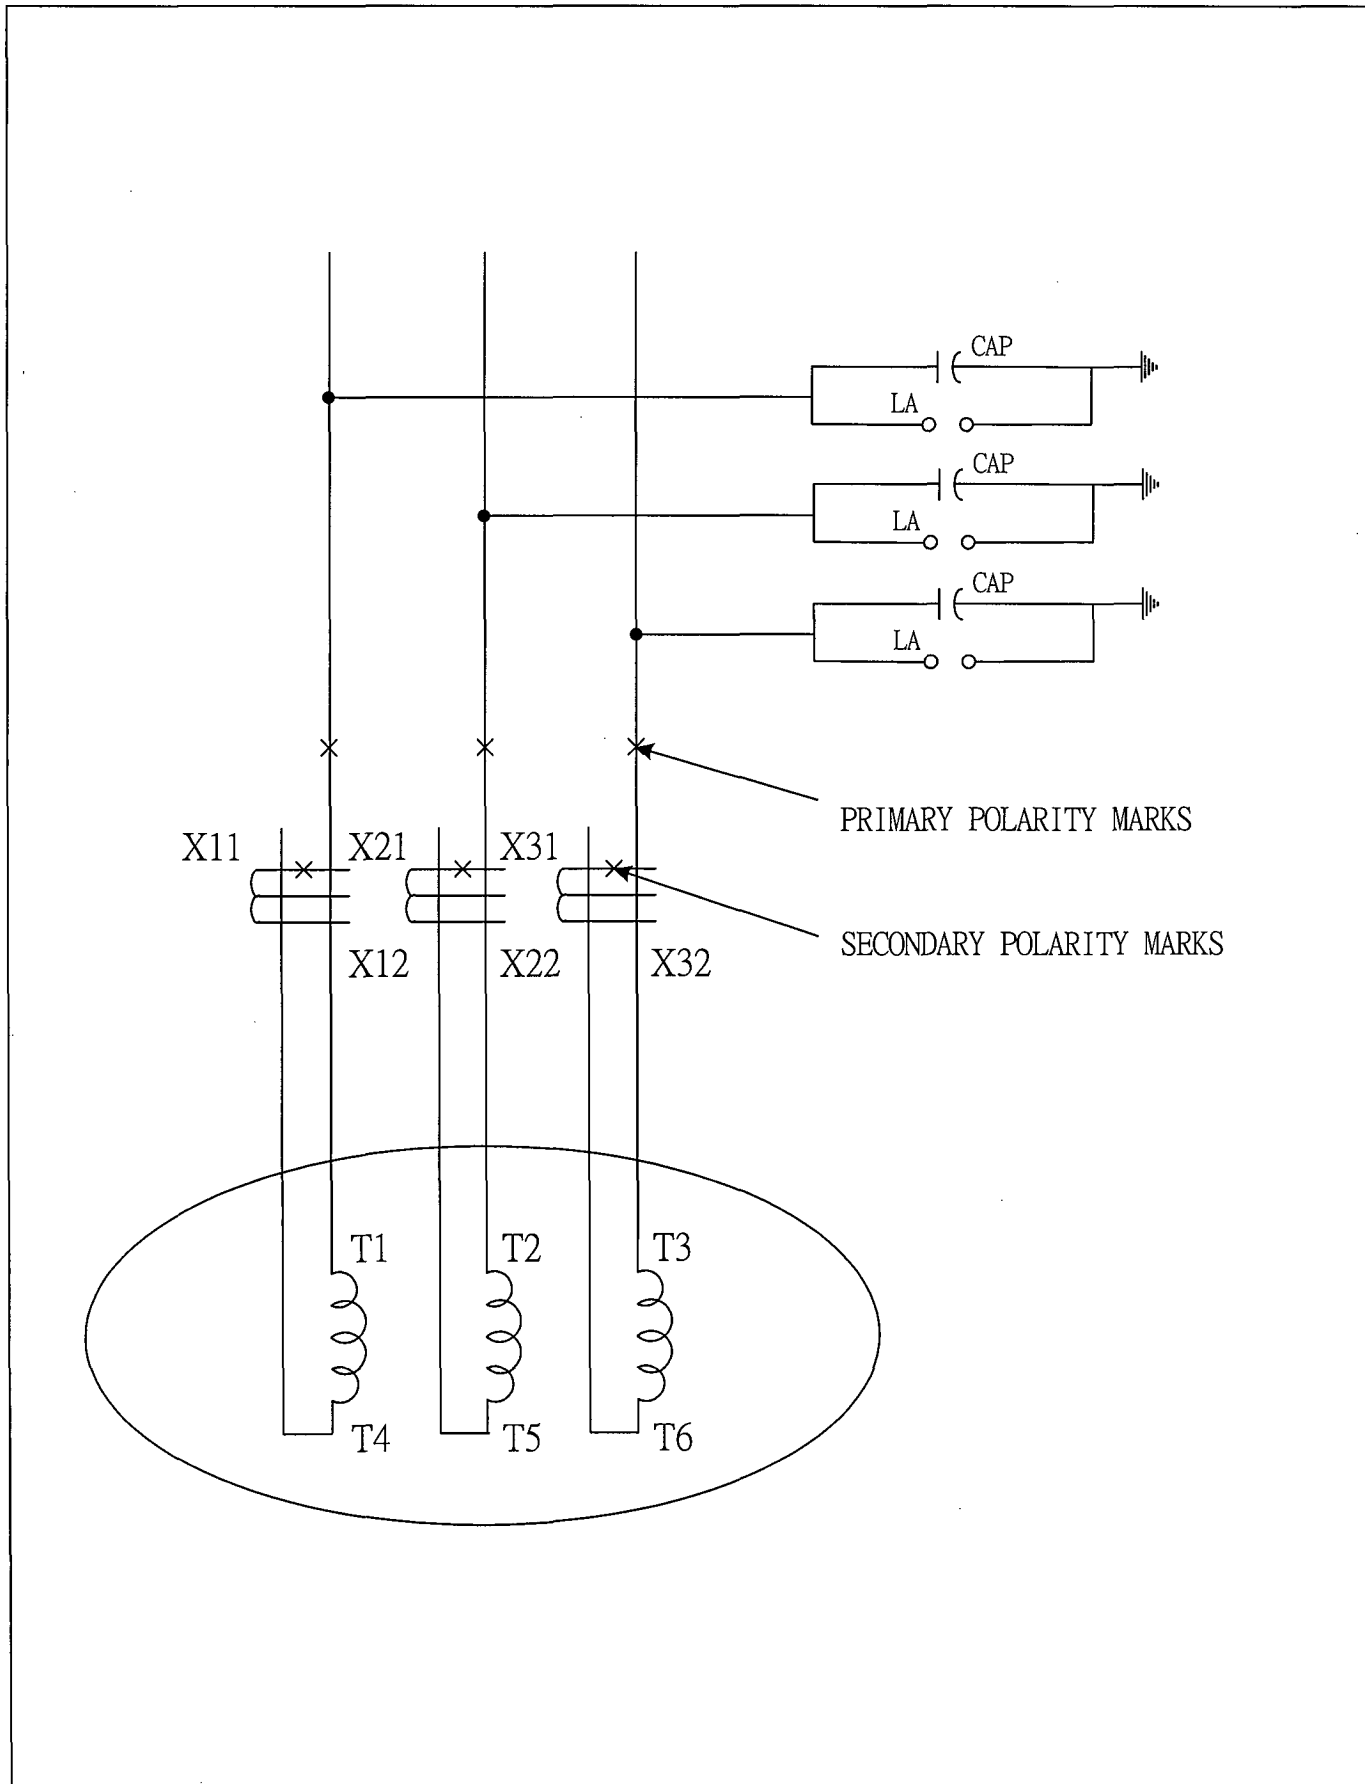 CAP
LA
CAP
LA
CAP
LA
PRIMARY POLARITY MARKS
X11 X21 X31
SECONDARY POLARITY MARKS
X12 X22 X32
T1 T2 T3
T4 T5 T6